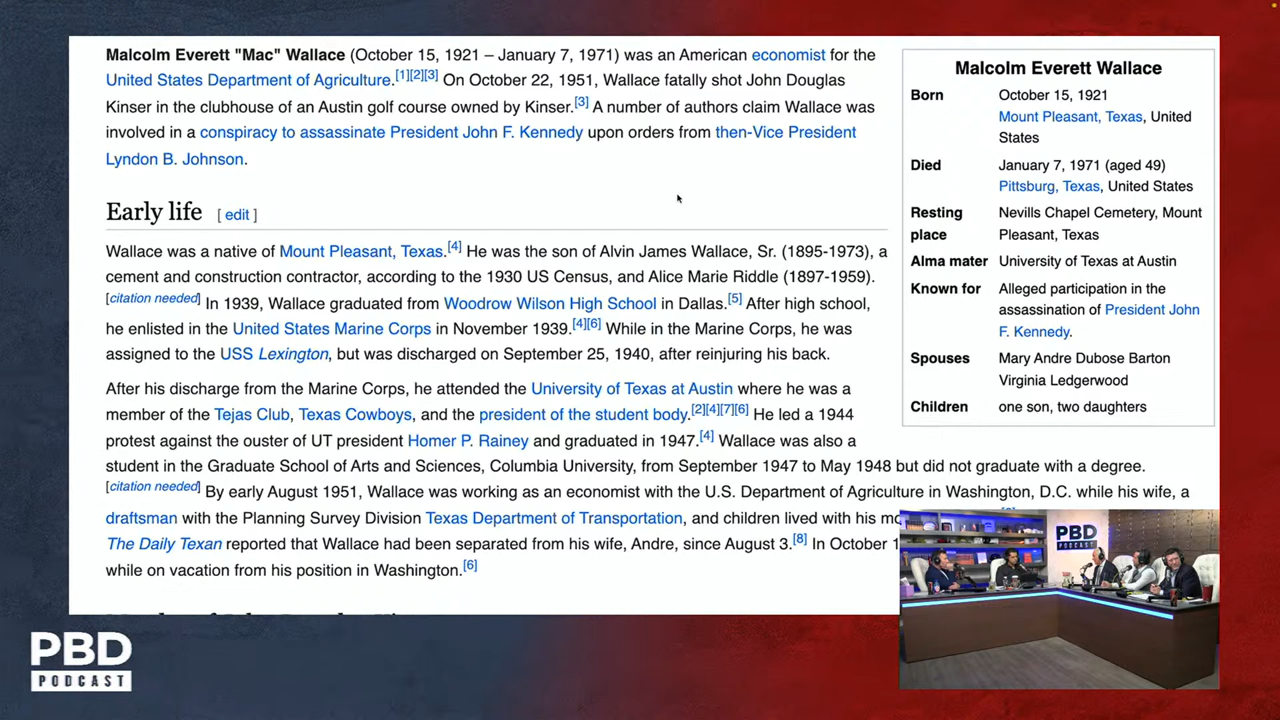 Malcolm Everett "Mac" Wallace (October 15, 1921 – January 7, 1971) was an American economist for the
United States Department of Agriculture.[1][2][3] On October 22, 1951, Wallace fatally shot John Douglas
Kinser in the clubhouse of an Austin golf course owned by Kinser.[3] A number of authors claim Wallace was
involved in a conspiracy to assassinate President John F. Kennedy upon orders from then-Vice President
Lyndon B. Johnson.
Early life [ edit ]
Wallace was a native of Mount Pleasant, Texas.[4] He was the son of Alvin James Wallace, Sr. (1895-1973), a
cement and construction contractor, according to the 1930 US Census, and Alice Marie Riddle (1897-1959).
[citation needed] In 1939, Wallace graduated from Woodrow Wilson High School in Dallas.[5] After high school,
he enlisted in the United States Marine Corps in November 1939.[4][6] While in the Marine Corps, he was
assigned to the USS Lexington, but was discharged on September 25, 1940, after reinjuring his back.
After his discharge from the Marine Corps, he attended the University of Texas at Austin where he was a
member of the Tejas Club, Texas Cowboys, and the president of the student body.[2][4][7][6] He led a 1944
protest against the ouster of UT president Homer P. Rainey and graduated in 1947.[4] Wallace was also a
student in the Graduate School of Arts and Sciences, Columbia University, from September 1947 to May 1948 but did not graduate with a degree.
[citation needed] By early August 1951, Wallace was working as an economist with the U.S. Department of Agriculture in Washington, D.C. while his wife, a
draftsman with the Planning Survey Division Texas Department of Transportation, and children lived with his
The Daily Texan reported that Wallace had been separated from his wife, Andre, since August 3.[8] In October
while on vacation from his position in Washington.[6]
Malcolm Everett Wallace
Born October 15, 1921
Mount Pleasant, Texas, United
States
Died January 7, 1971 (aged 49)
Pittsburg, Texas, United States
Resting Nevills Chapel Cemetery, Mount
place Pleasant, Texas
Alma mater University of Texas at Austin
Known for Alleged participation in the
assassination of President John
F. Kennedy.
Spouses Mary Andre Dubose Barton
Virginia Ledgerwood
Children one son, two daughters
PBD
PODCAST
PBD
PODCAST